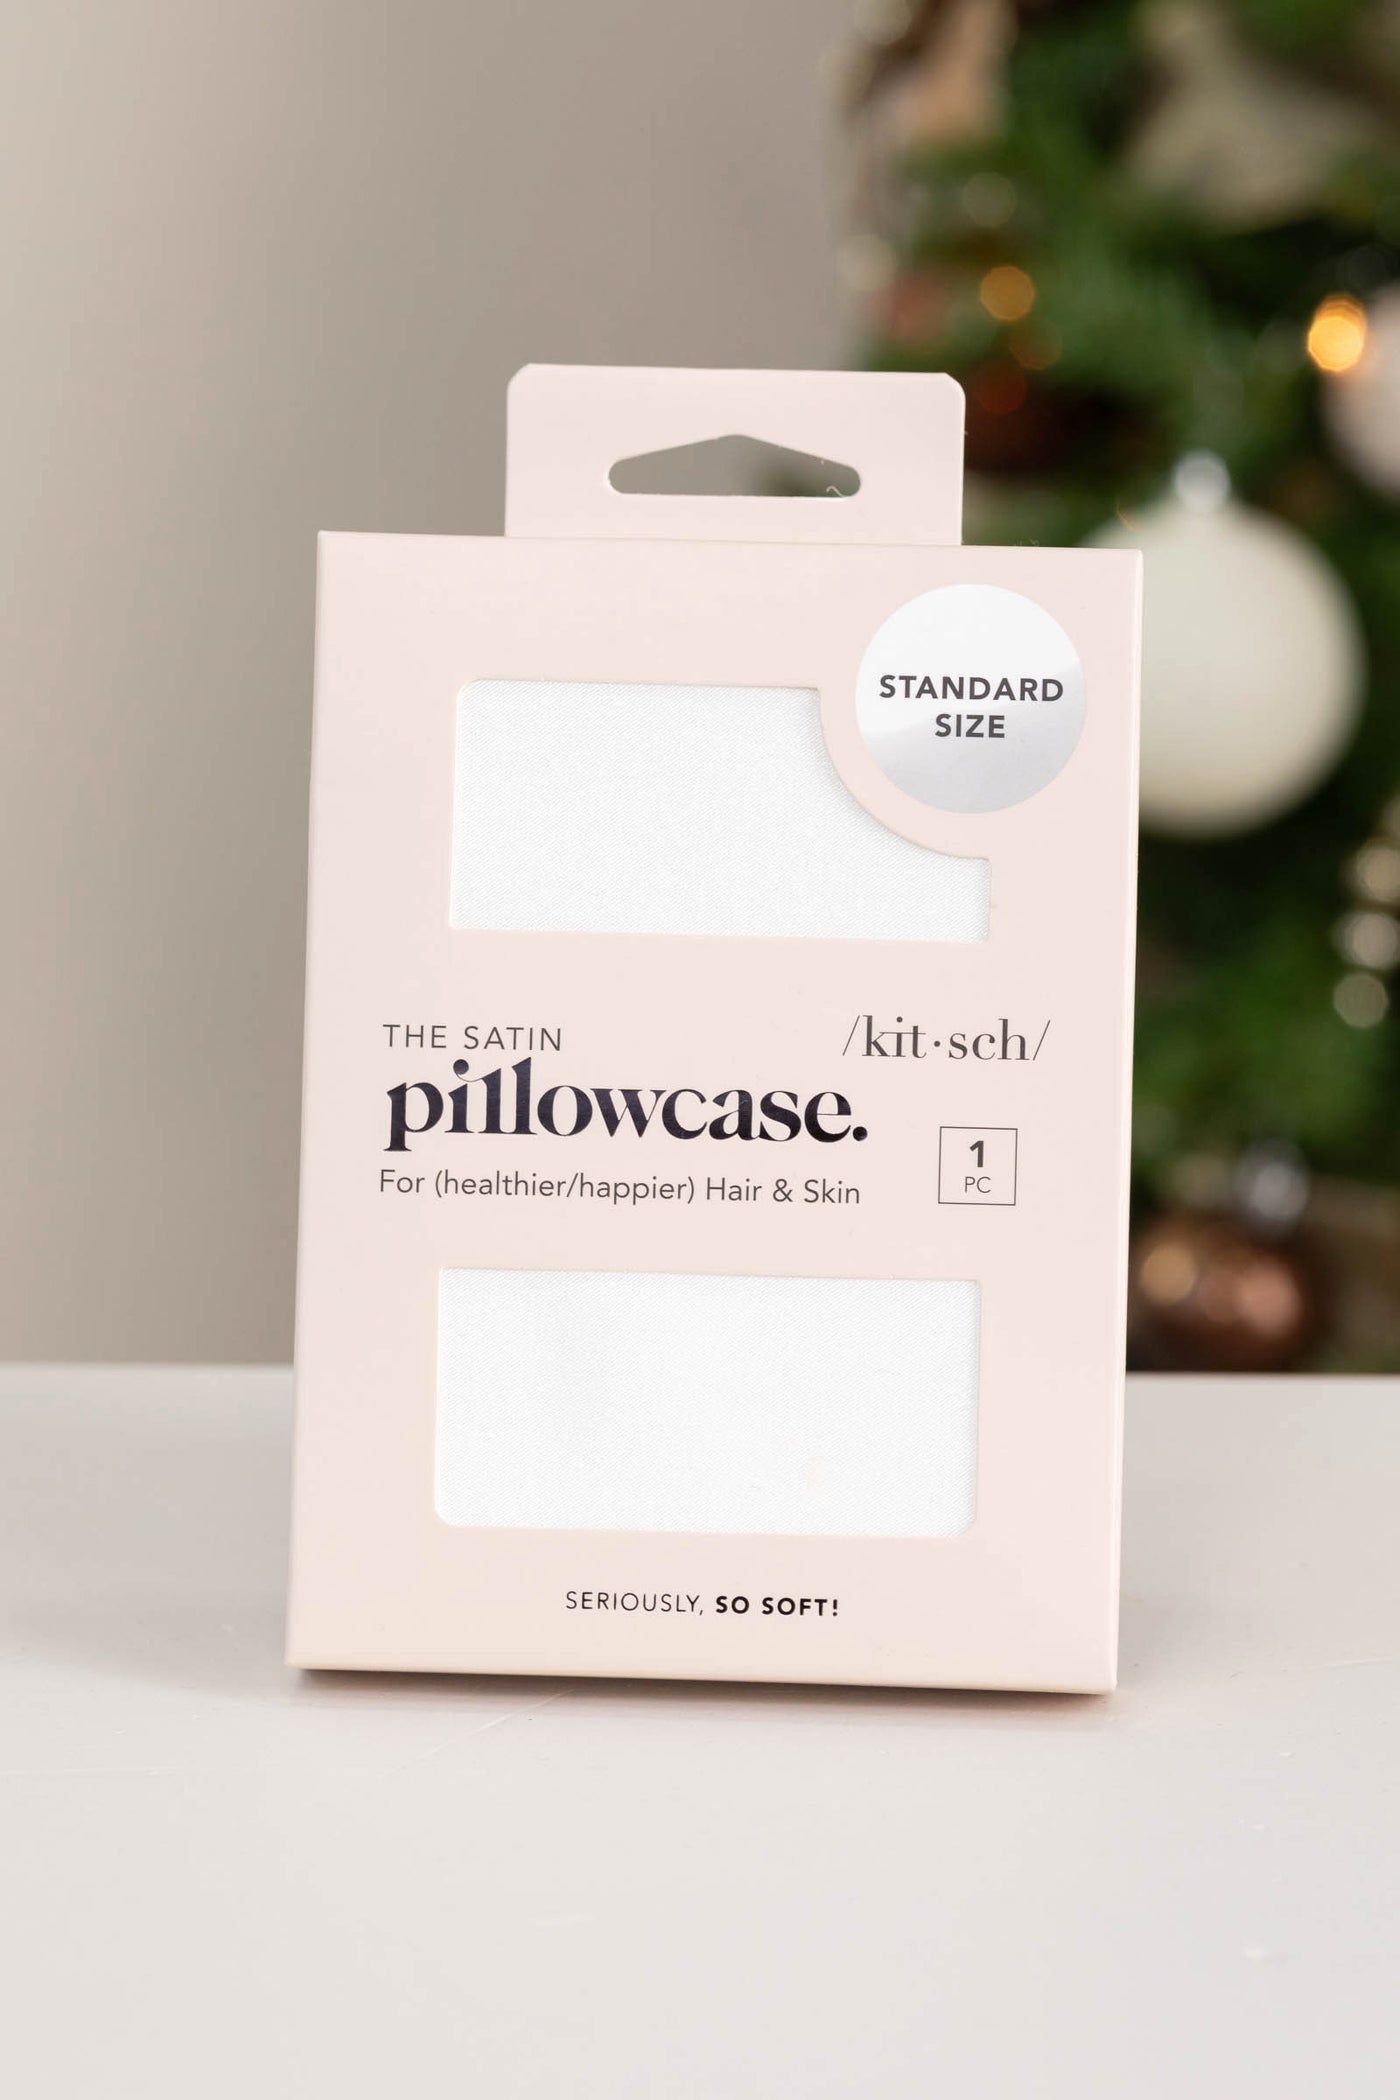 STANDARD
SIZE
THE SATIN
/kit·sch/
pillowcase.
For (healthier/happier) Hair & Skin
1
PC
SERIOUSLY, SO SOFT!